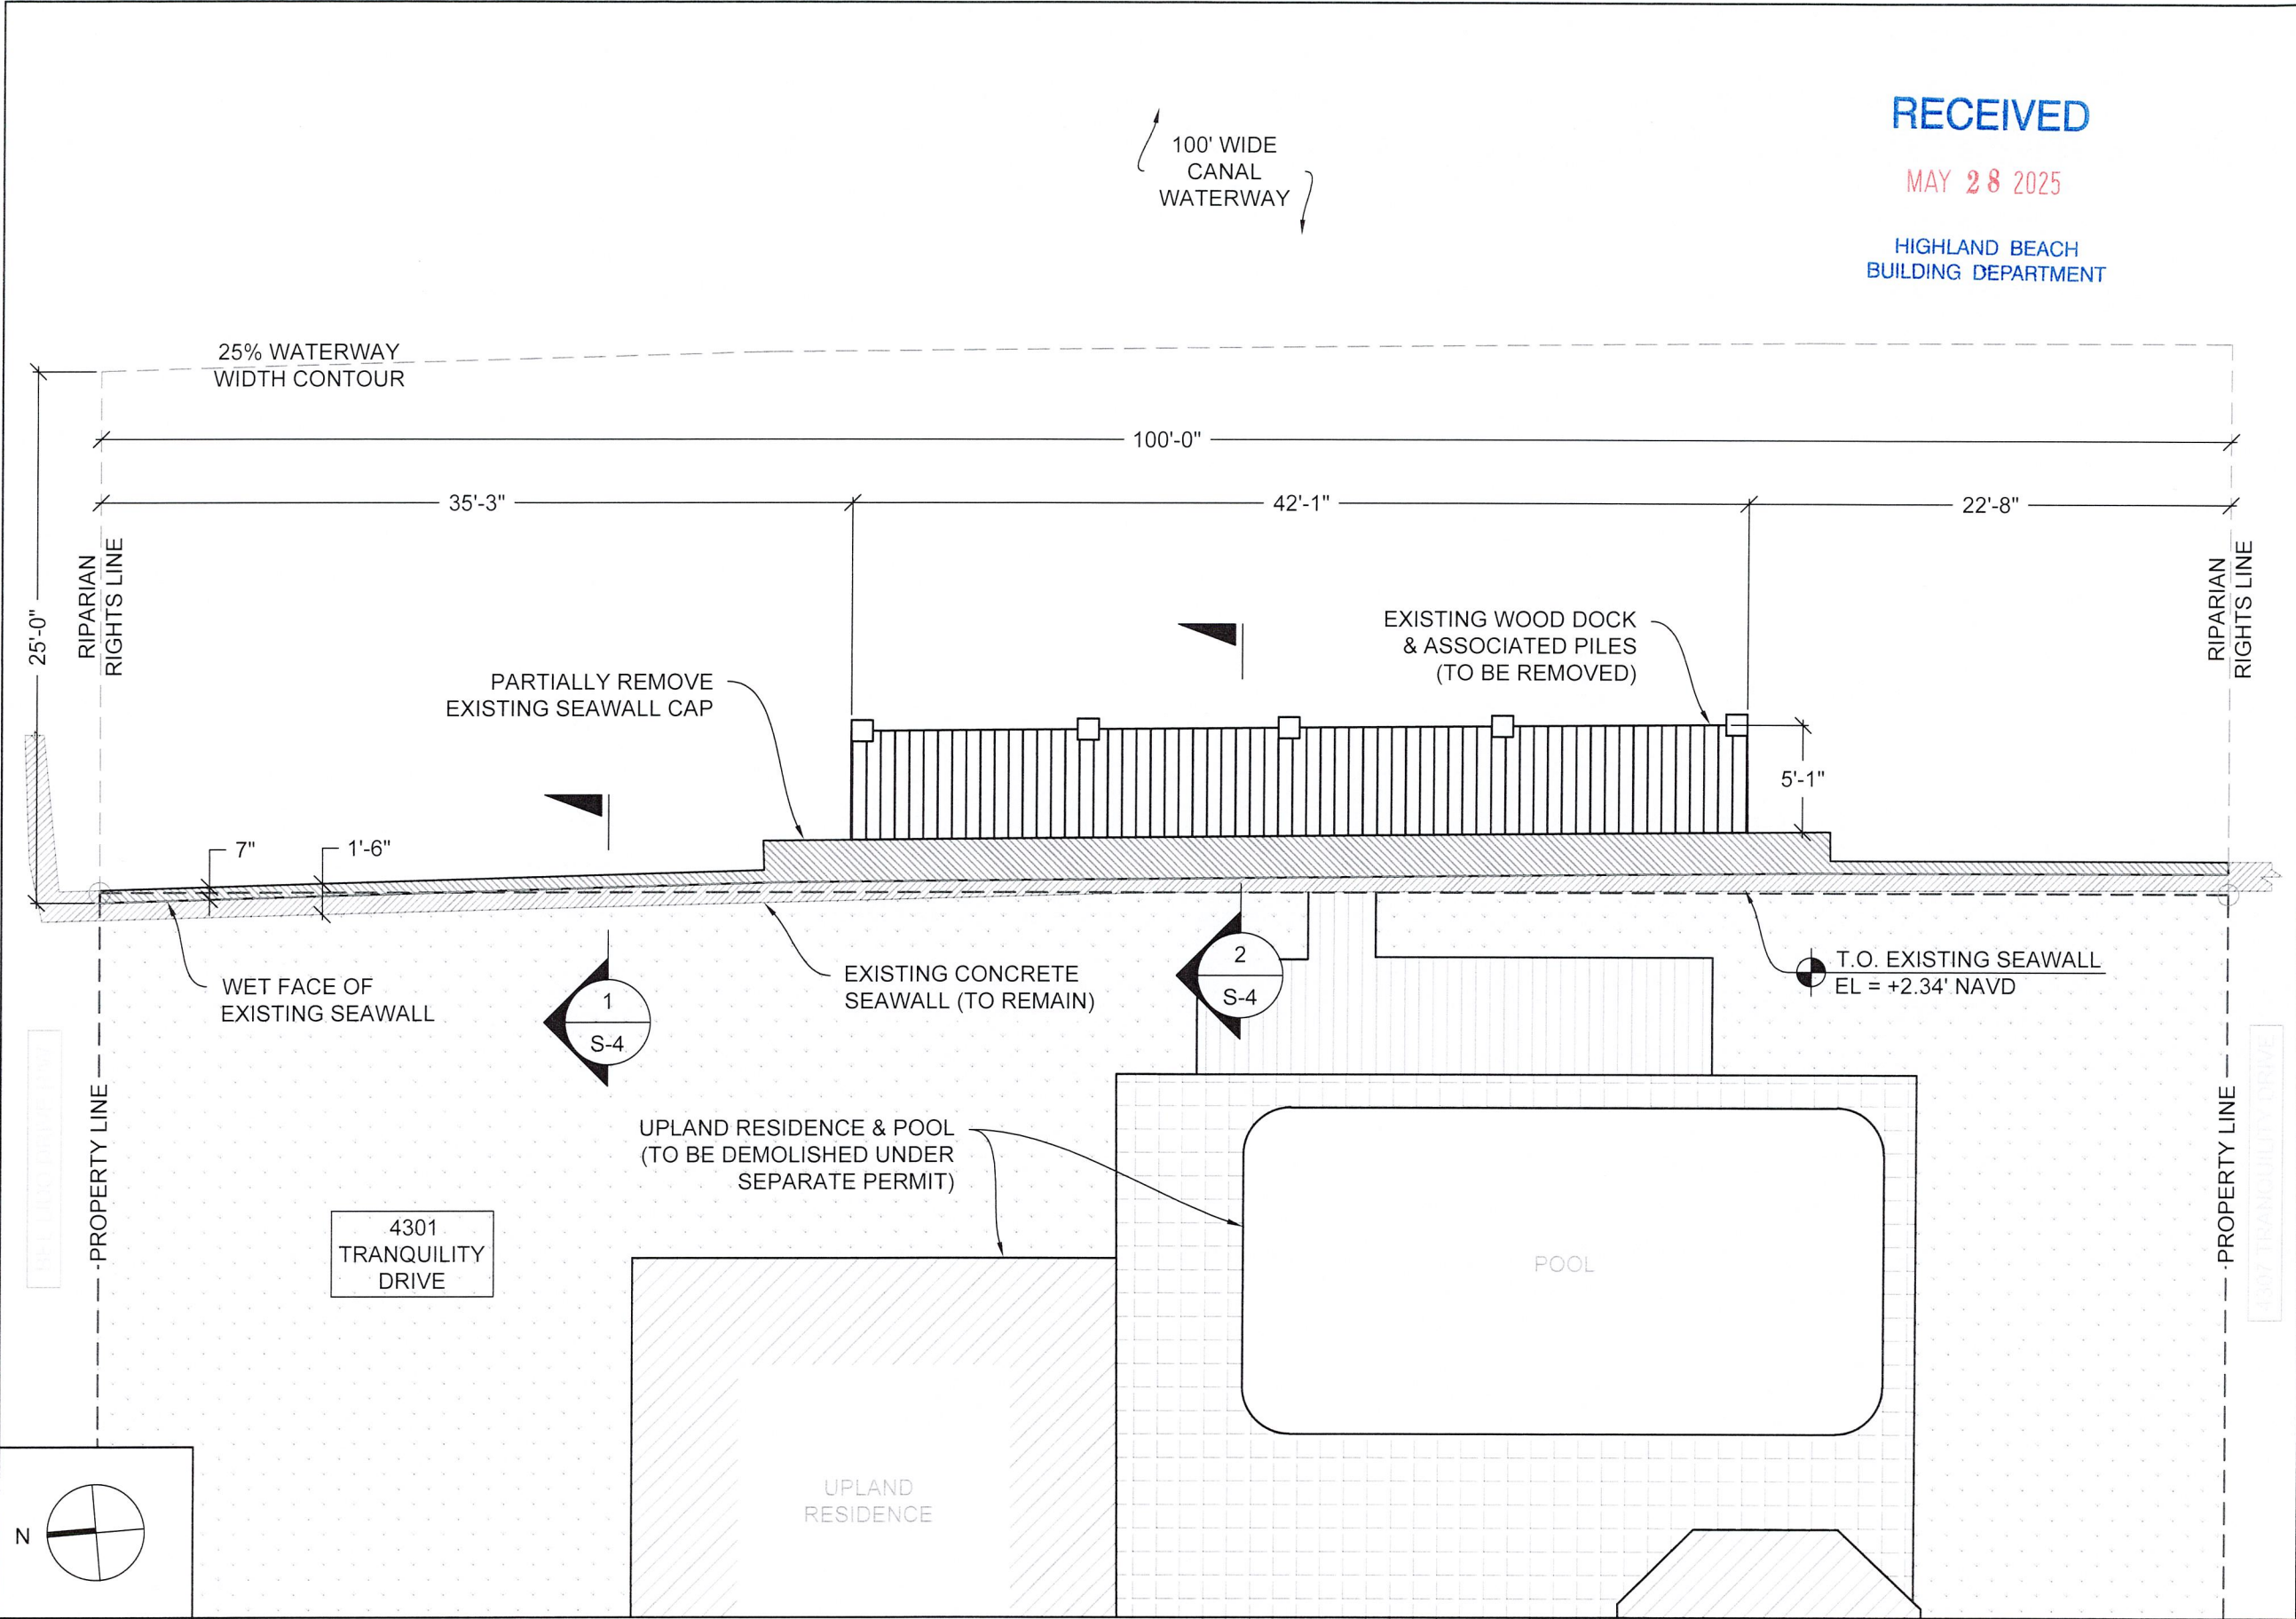 RECEIVED
MAY 28 2025
HIGHLAND BEACH
BUILDING DEPARTMENT
100' WIDE
CANAL
WATERWAY
25% WATERWAY
WIDTH CONTOUR
100'-0"
35'-3"
42'-1"
22'-8"
25'-0"
RIPARIAN
RIGHTS LINE
RIPARIAN
RIGHTS LINE
EXISTING WOOD DOCK
& ASSOCIATED PILES
(TO BE REMOVED)
PARTIALLY REMOVE
EXISTING SEAWALL CAP
5'-1"
7"
1'-6"
WET FACE OF
EXISTING SEAWALL
EXISTING CONCRETE
SEAWALL (TO REMAIN)
1
S-4
2
S-4
T.O. EXISTING SEAWALL
EL = +2.34' NAVD
PROPERTY LINE
UPLAND RESIDENCE & POOL
(TO BE DEMOLISHED UNDER
SEPARATE PERMIT)
4301
TRANQUILITY
DRIVE
POOL
PROPERTY LINE
4307 TRANQUILITY DRIVE
UPLAND
RESIDENCE
N